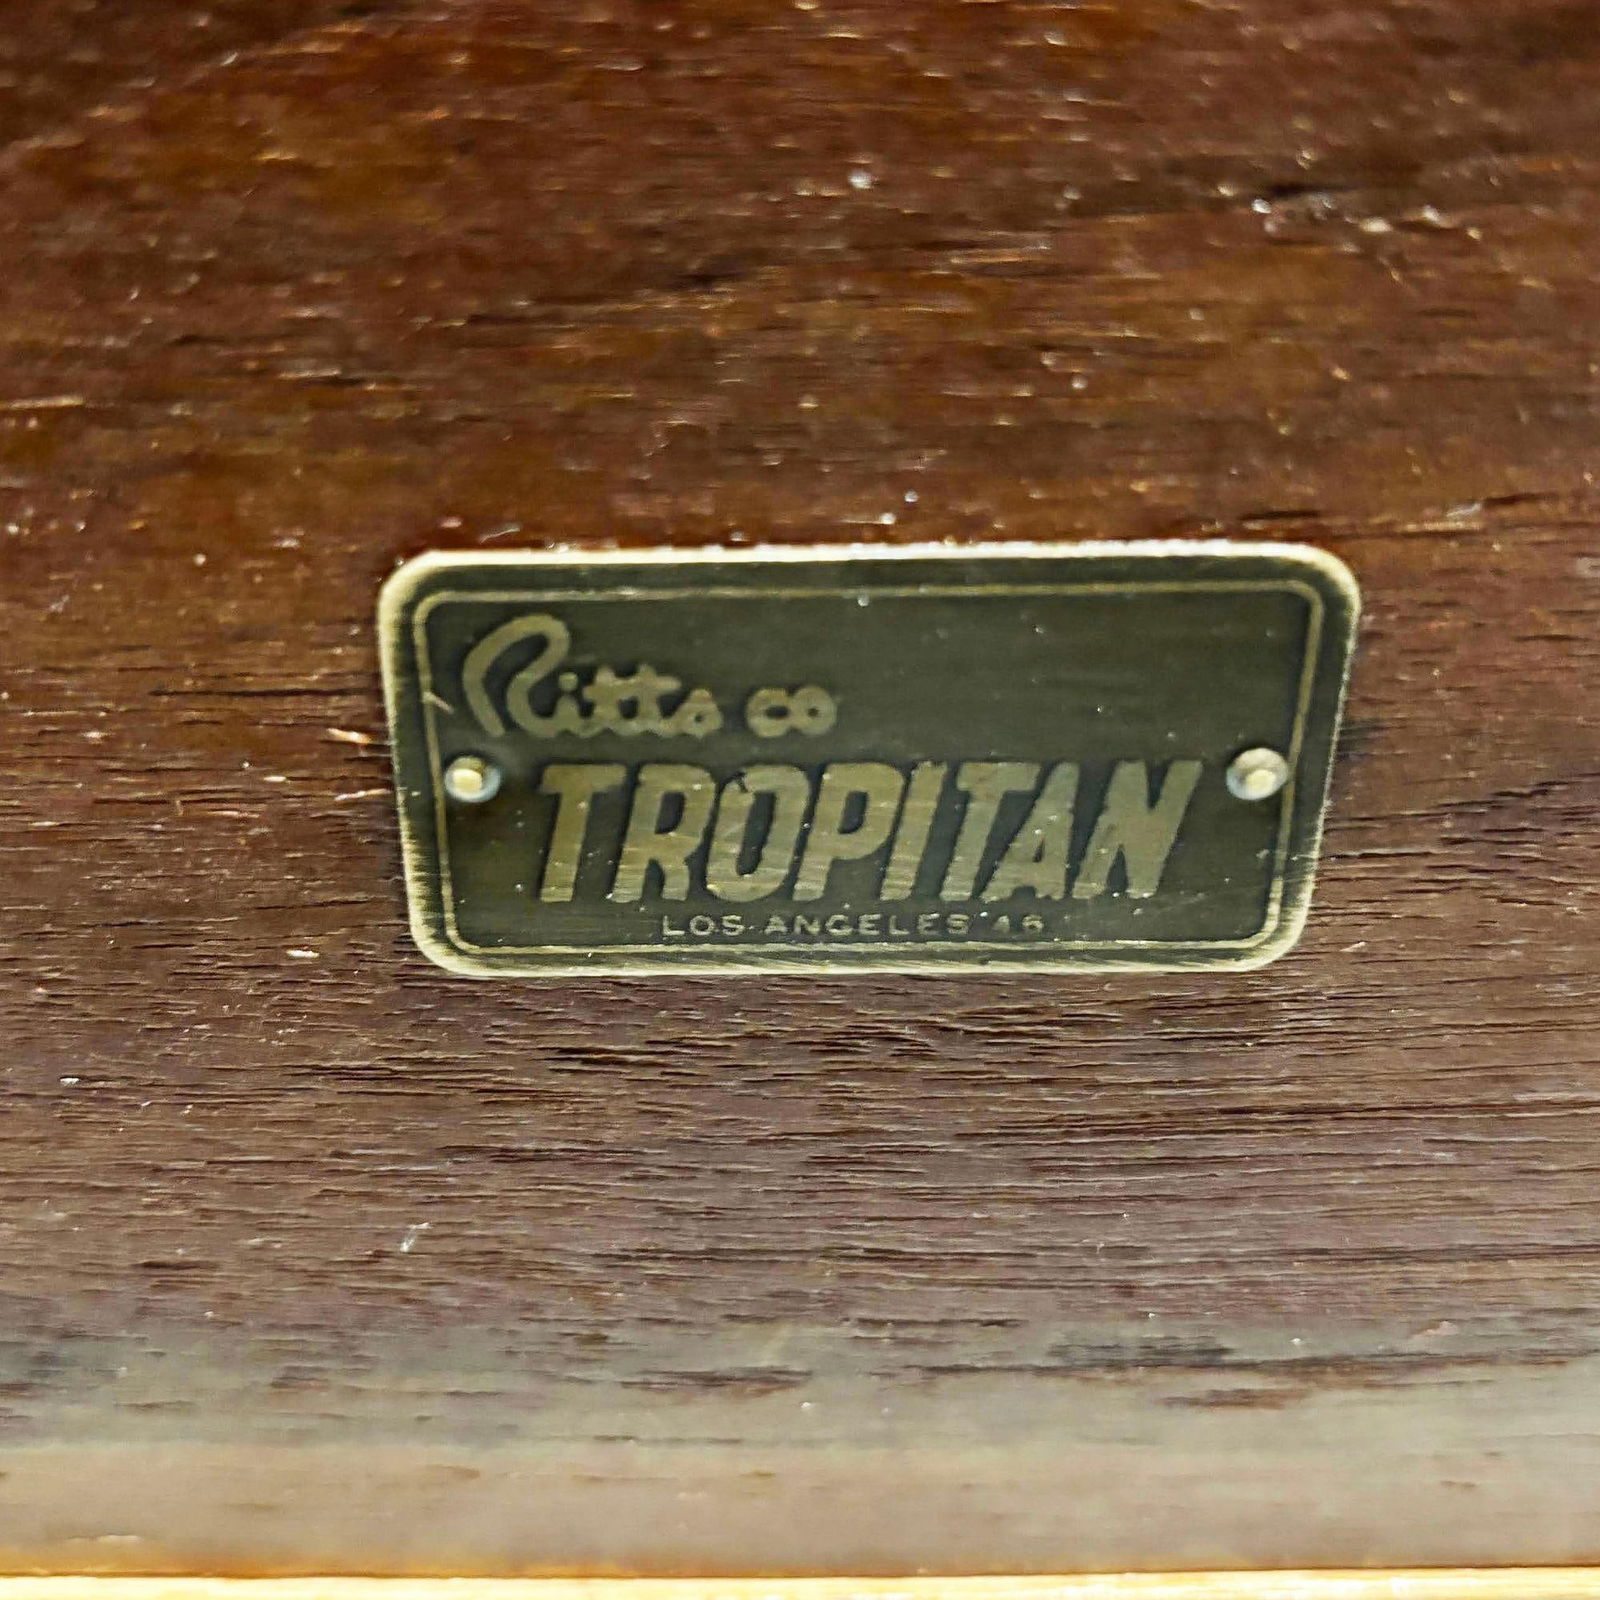 Ritts co
TROPITAN
LOS ANGELES 46